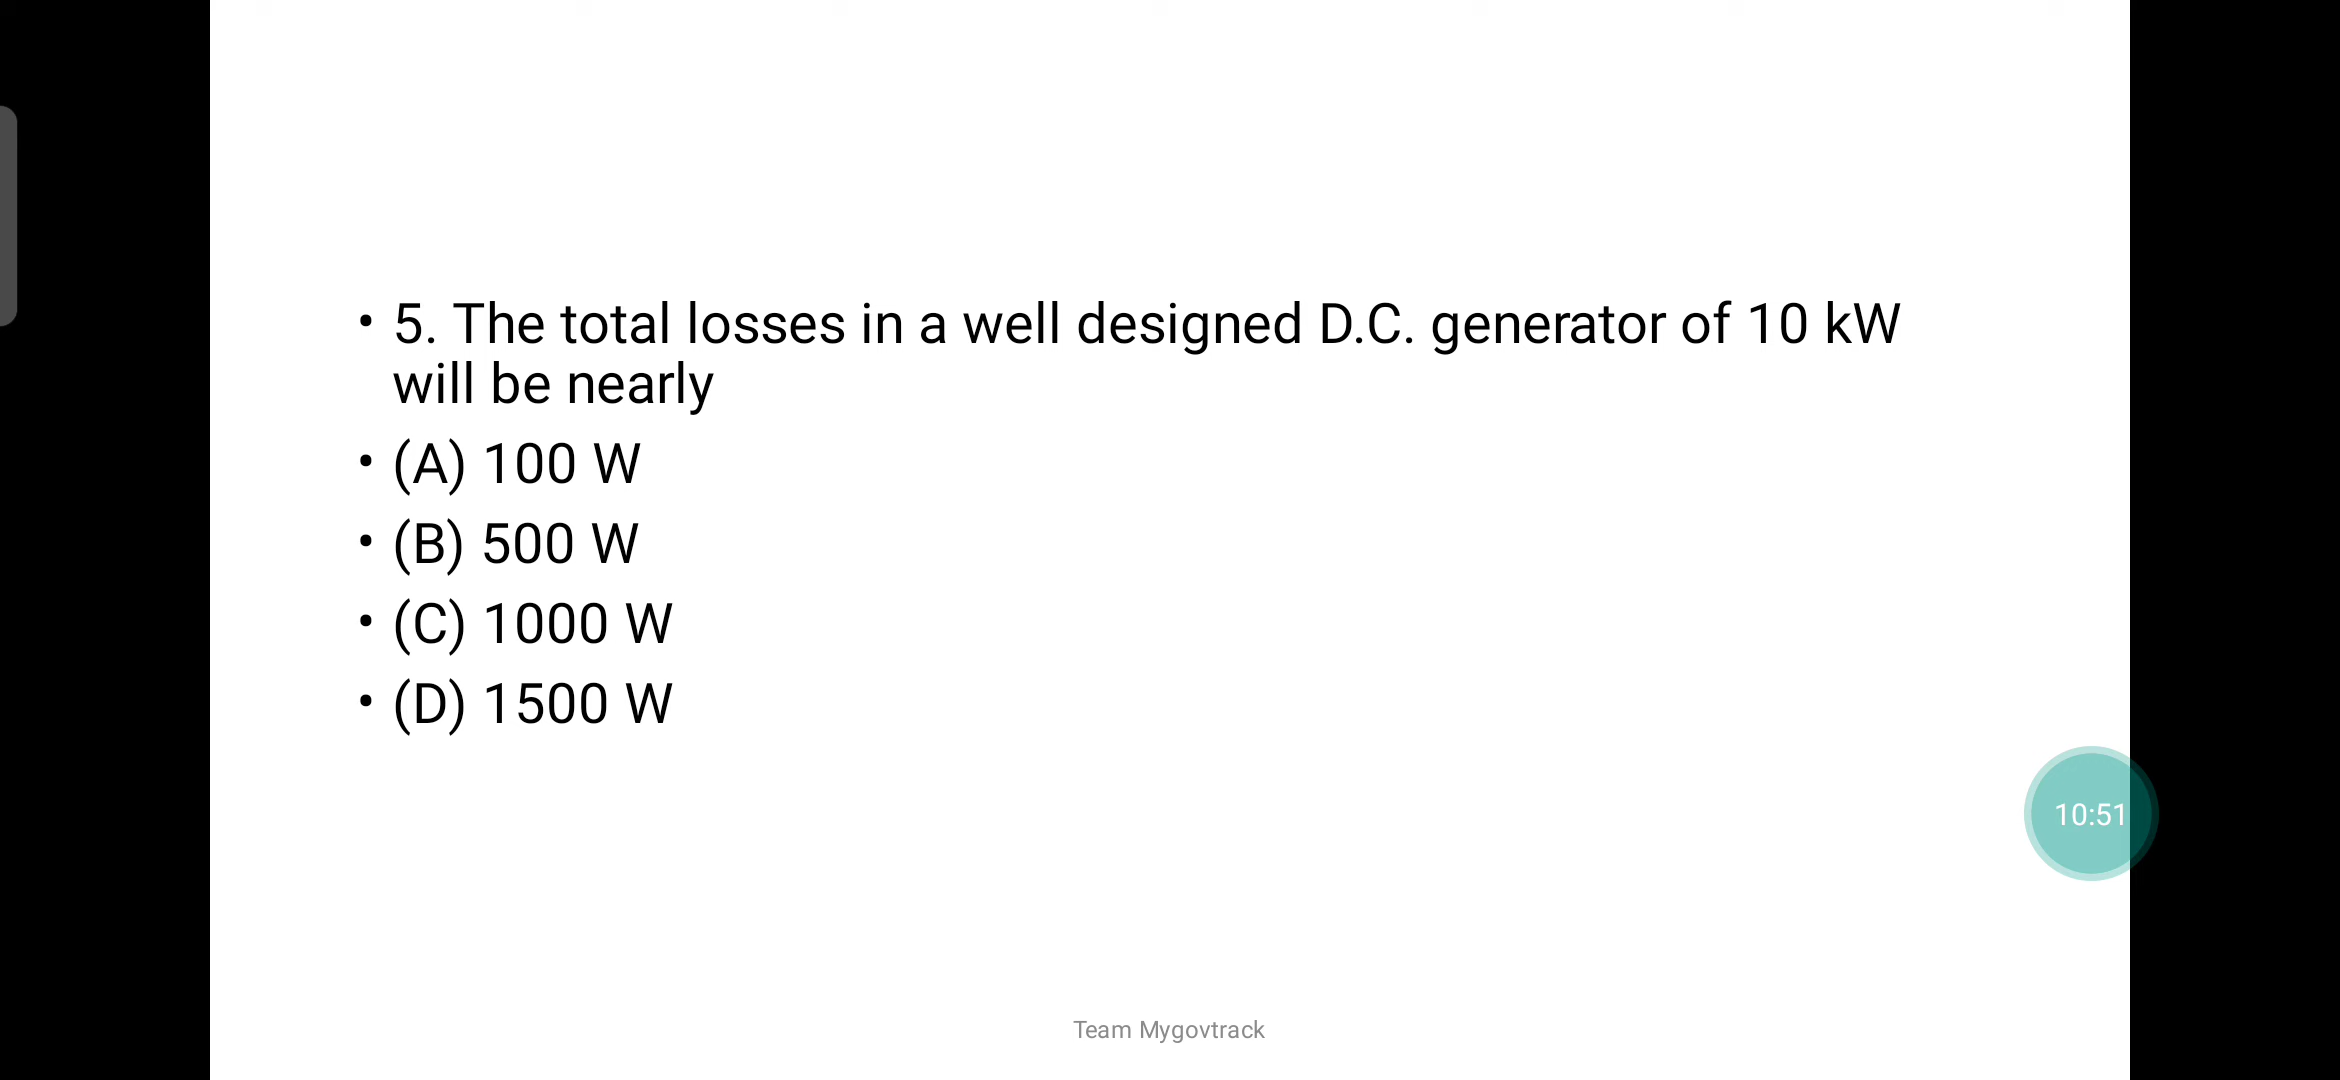 • 5. The total losses in a well designed D.C. generator of 10 kW
will be nearly
• (A) 100 W
• (B) 500 W
• (C) 1000 W
• (D) 1500 W
10:51
Team Mygovtrack